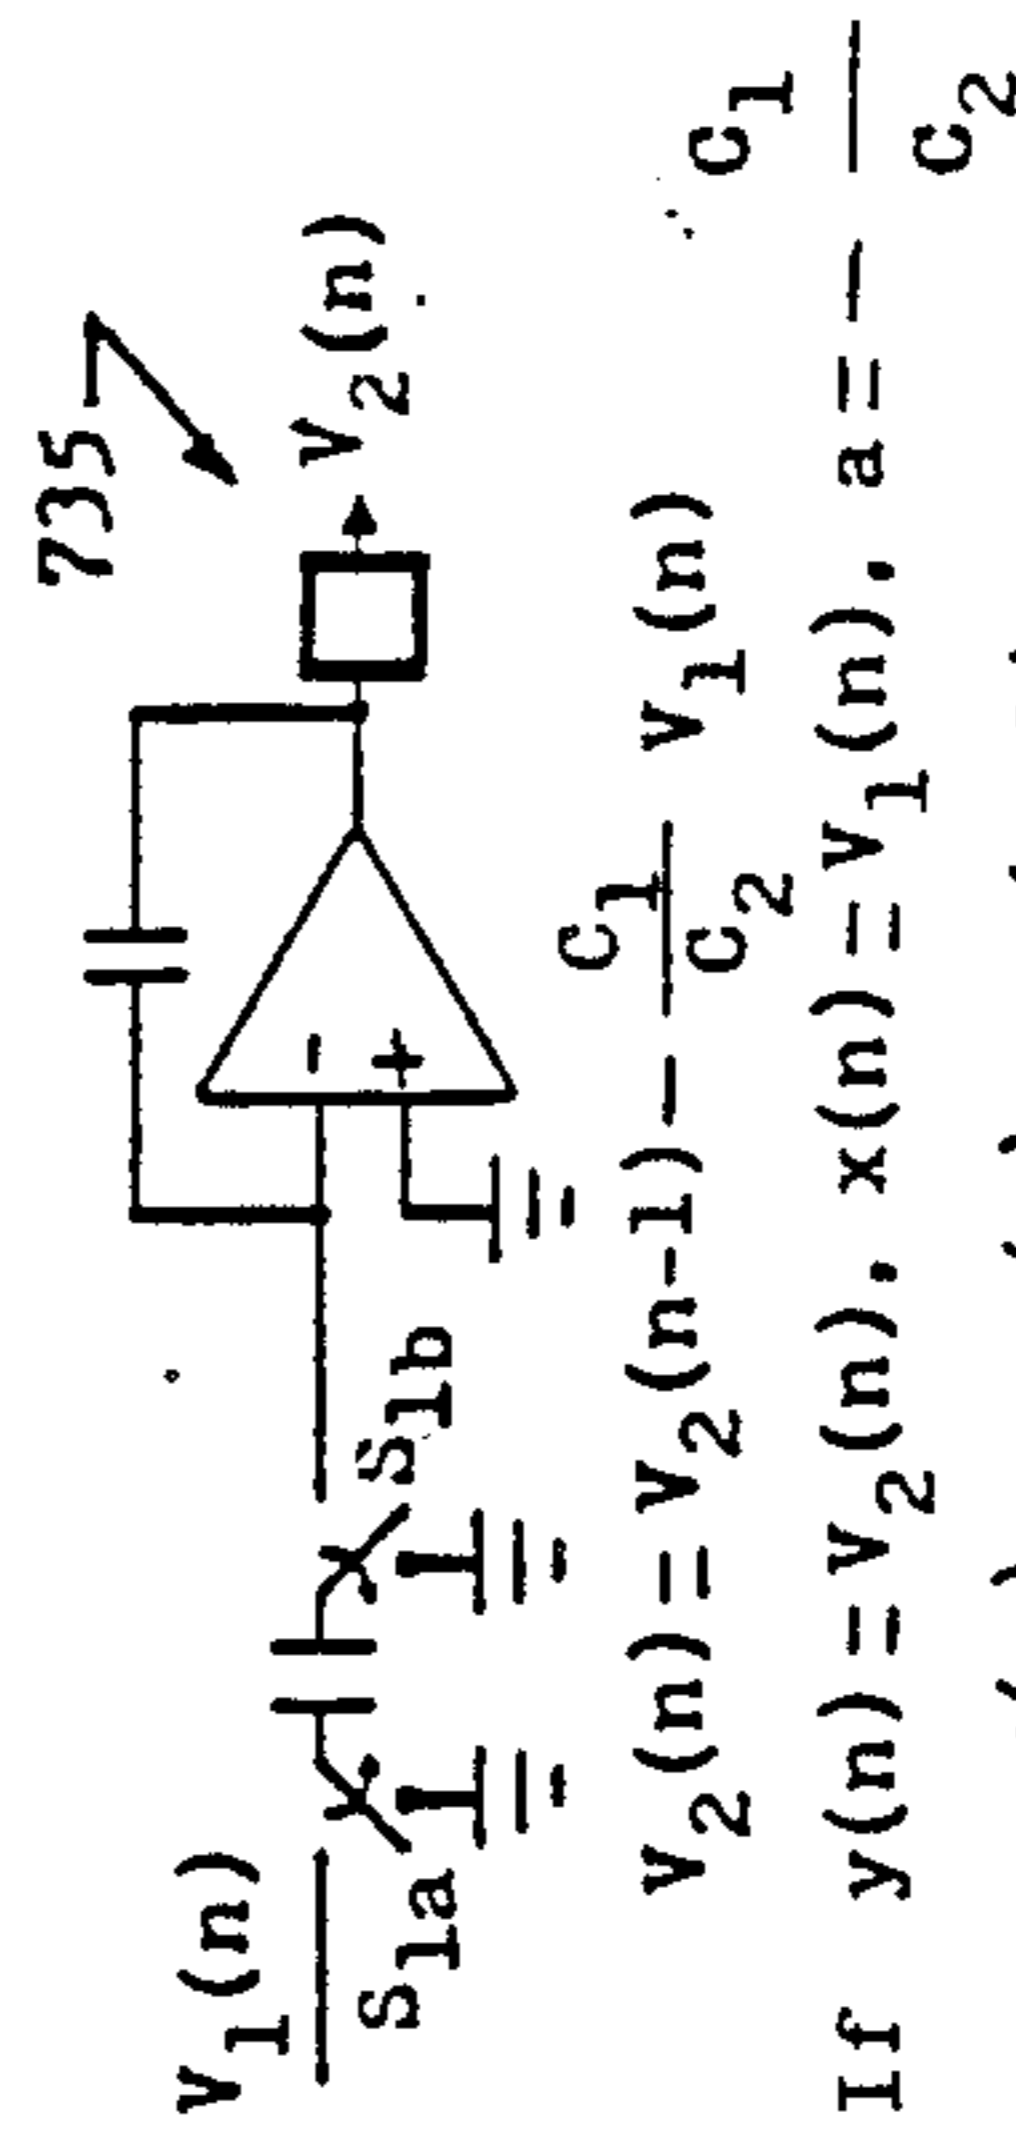 735
V1(n)
V2(n)
- +
S1a
S1b
V2(n) = V2(n-1) - C1/C2 V1(n)
If y(n) = V2(n), x(n) = V1(n), a = - C1/C2